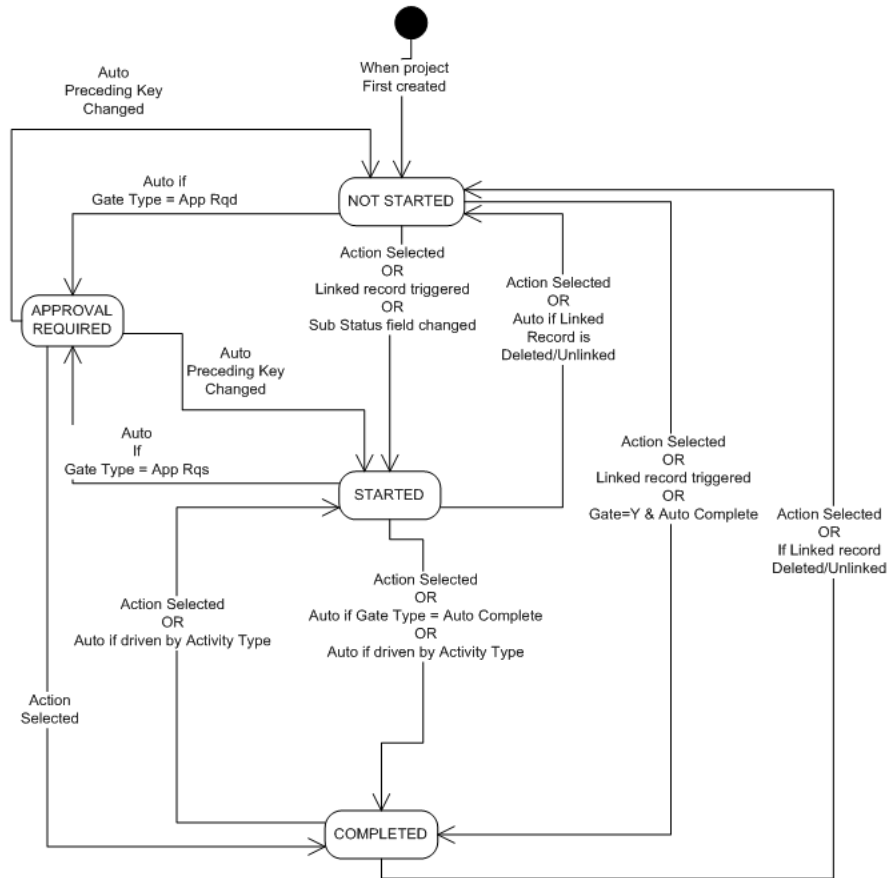 When project
First created
Auto
Preceding Key
Changed
Auto if
Gate Type = App Rqd
NOT STARTED
Action Selected
OR
Linked record triggered
OR
Sub Status field changed
Action Selected
OR
Auto if Linked
Record is
Deleted/Unlinked
APPROVAL
REQUIRED
Auto
Preceding Key
Changed
Auto
If
Gate Type = App Rqs
STARTED
Action Selected
OR
Linked record triggered
OR
Gate=Y & Auto Complete
Action Selected
OR
If Linked record
Deleted/Unlinked
Action Selected
OR
Auto if driven by Activity Type
Action Selected
OR
Auto if Gate Type = Auto Complete
OR
Auto if driven by Activity Type
Action
Selected
COMPLETED